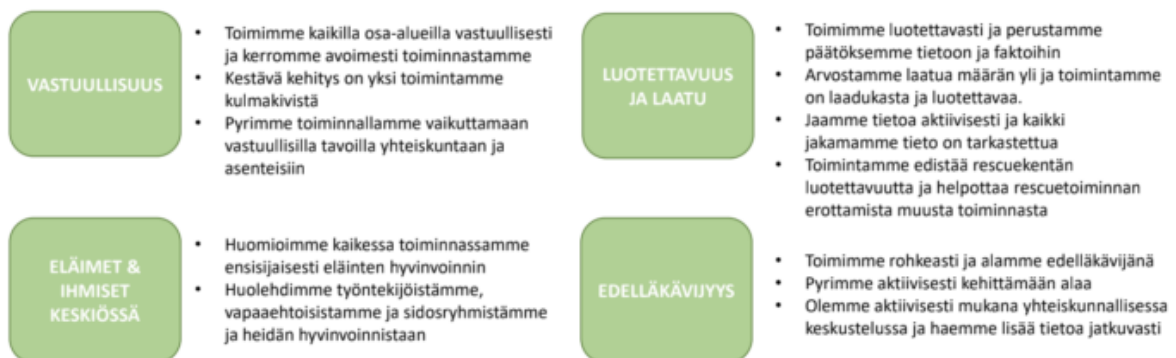 VASTUULLISUUS
• Toimimme kaikilla osa-alueilla vastuullisesti
ja kerromme avoimesti toiminnastamme
• Kestävä kehitys on yksi toimintamme
kulmakivistä
• Pyrimme toiminnallamme vaikuttamaan
vastuullisilla tavoilla yhteiskuntaan ja
asenteisiin
LUOTETTAVUUS
JA LAATU
• Toimimme luotettavasti ja perustamme
päätöksemme tietoon ja faktoihin
• Arvostamme laatua määrän yli ja toimintamme
on laadukasta ja luotettavaa.
• Jaamme tietoa aktiivisesti ja kaikki
jakamamme tieto on tarkastettua
• Toimintamme edistää rescuekentän
luotettavuutta ja helpottaa rescuetoiminnan
erottamista muusta toiminnasta
ELÄIMET &
IHMISET
KESKIÖSSÄ
• Huomioimme kaikessa toiminnassamme
ensisijaisesti eläinten hyvinvoinnin
• Huolehdimme työntekijöistämme,
vapaaehtoisistamme ja sidosryhmistämme
ja heidän hyvinvoinnistaan
EDELLÄKÄVIJYYS
• Toimimme rohkeasti ja alamme edelläkävijänä
• Pyrimme aktiivisesti kehittämään alaa
• Olemme aktiivisesti mukana yhteiskunnallisessa
keskustelussa ja haemme lisää tietoa jatkuvasti